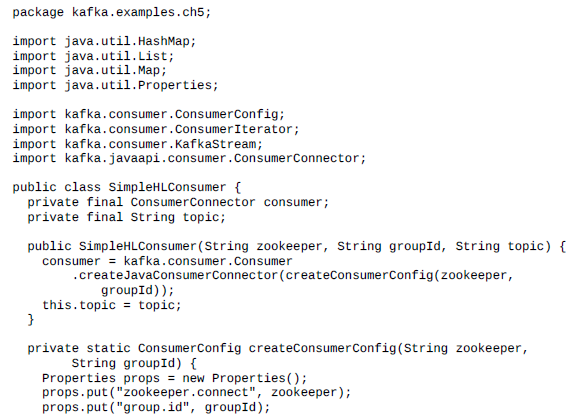 package kafka.examples.ch5;

import java.util.HashMap;
import java.util.List;
import java.util.Map;
import java.util.Properties;

import kafka.consumer.ConsumerConfig;
import kafka.consumer.ConsumerIterator;
import kafka.consumer.KafkaStream;
import kafka.javaapi.consumer.ConsumerConnector;

public class SimpleHLConsumer {
  private final ConsumerConnector consumer;
  private final String topic;

  public SimpleHLConsumer(String zookeeper, String groupId, String topic) {
    consumer = kafka.consumer.Consumer
        .createJavaConsumerConnector(createConsumerConfig(zookeeper,
            groupId));
    this.topic = topic;
  }

  private static ConsumerConfig createConsumerConfig(String zookeeper,
        String groupId) {
    Properties props = new Properties();
    props.put("zookeeper.connect", zookeeper);
    props.put("group.id", groupId);